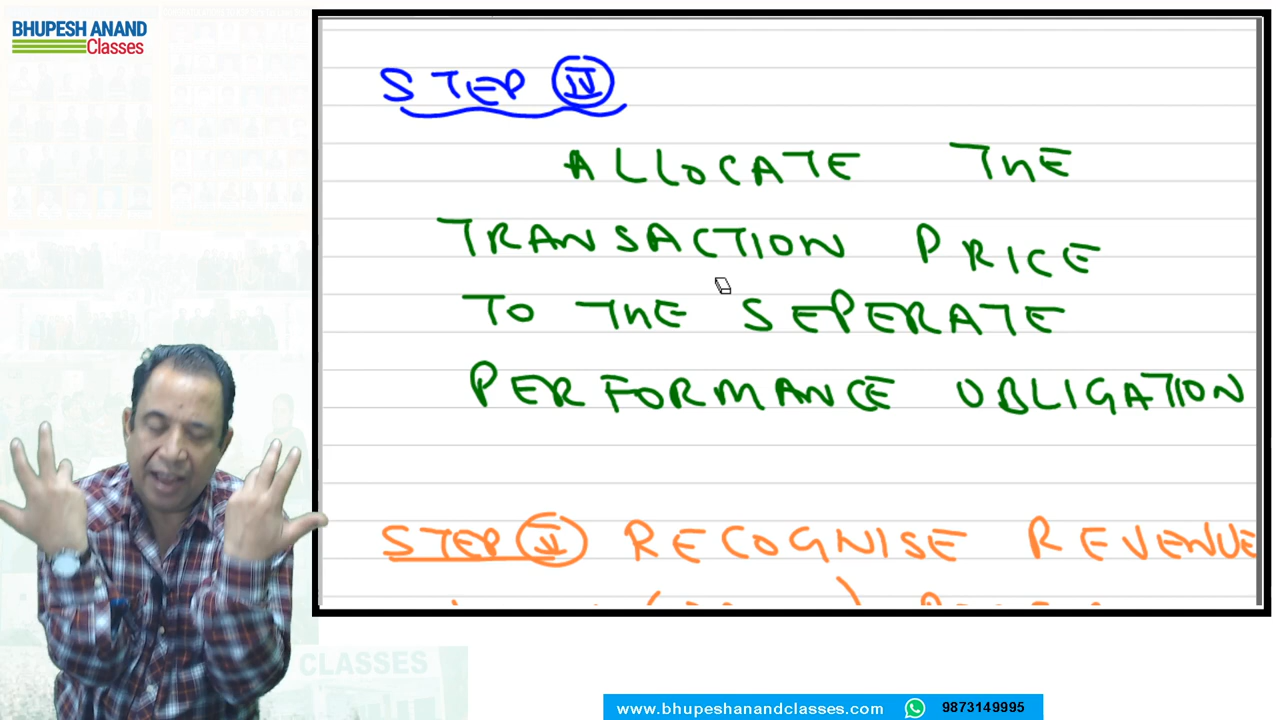 BHUPESH ANAND
Classes
STEP IV
ALLOCATE THE
TRANSACTION PRICE
TO THE SEPERATE
PERFORMANCE OBLIGATION
STEP V RECOGNISE REVENUE
CLASSES
www.bhupeshanandclasses.com 9873149995